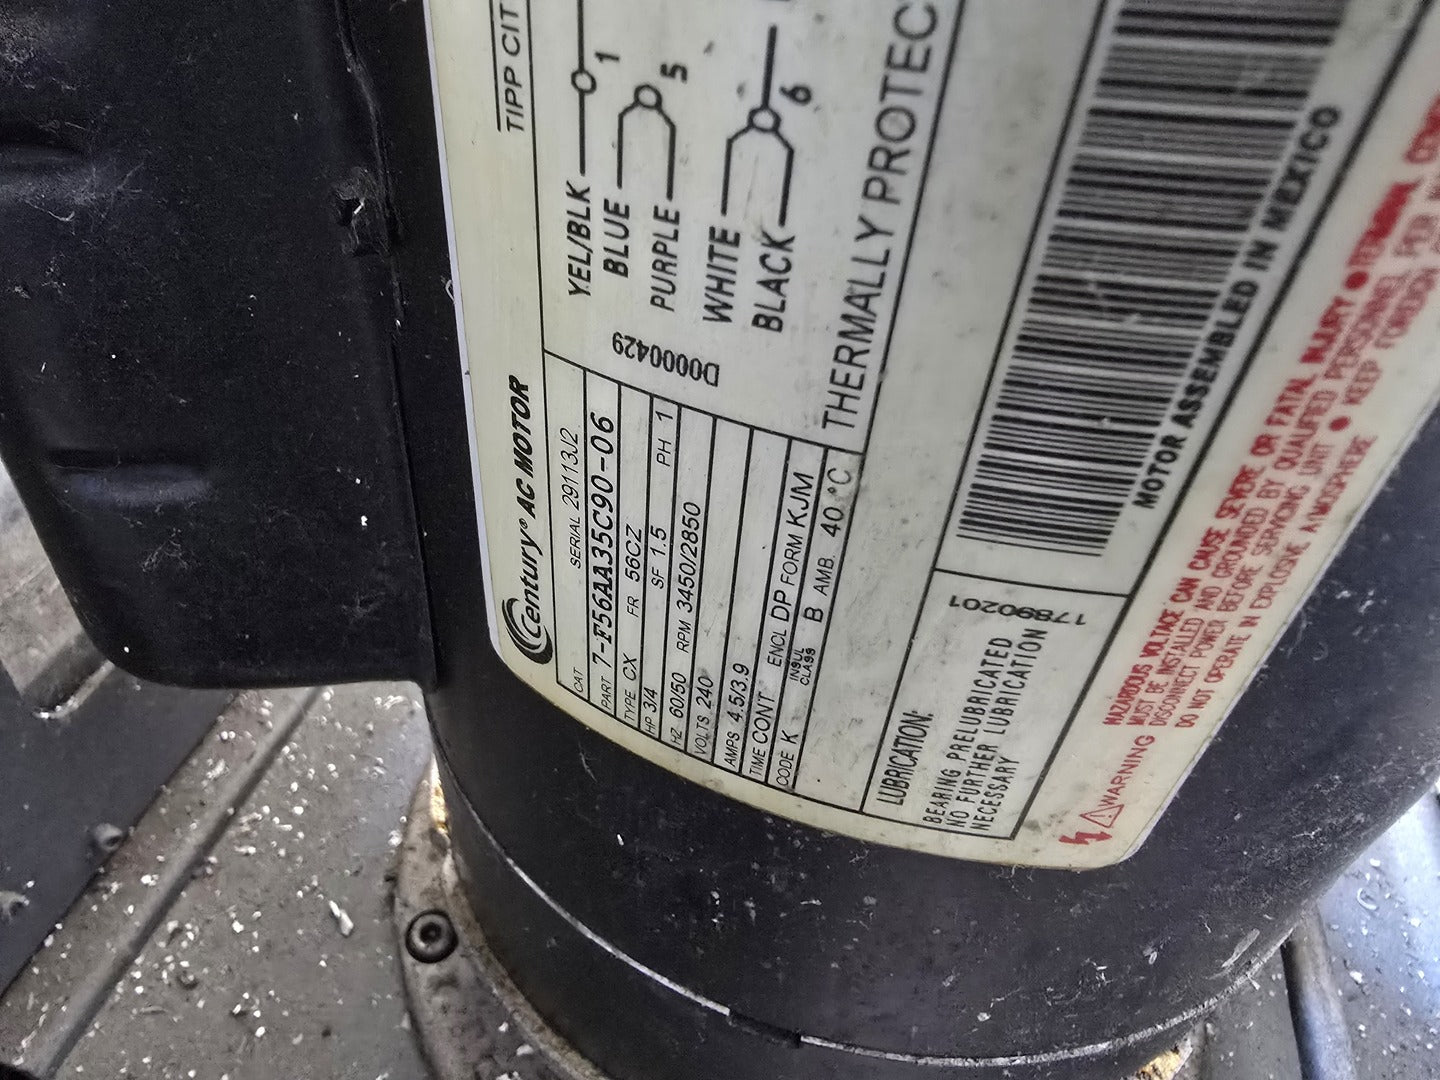 TIPP CIT
1
5
6
YEL/BLK
BLUE
PURPLE
WHITE
BLACK
D0000429
THERMALLY PROTEC
Century® AC MOTOR
CAT SERIAL 29113J2
PART 7-F56AA35C90-06
TYPE CX FR 56CZ
HP 3/4 SF 1.5 PH 1
HZ 60/50 RPM 3450/2850
VOLTS 240
AMPS 4.5/3.9
TIME CONT ENCL DP FORM KJM
CODE K INSUL CLASS B AMB. 40°C
LUBRICATION:
BEARING PRELUBRICATED
NO FURTHER LUBRICATION
NECESSARY
17890201
MOTOR ASSEMBLED IN MEXICO
WARNING
HAZARDOUS VOLTAGE CAN CAUSE SEVERE OR FATAL INJURY ● TERMINAL
MUST BE INSTALLED AND GROUNDED BY QUALIFIED PERSONNEL PER
DISCONNECT POWER BEFORE SERVICING UNIT ● KEEP FOREIGN
DO NOT OPERATE IN EXPLOSIVE ATMOSPHERE